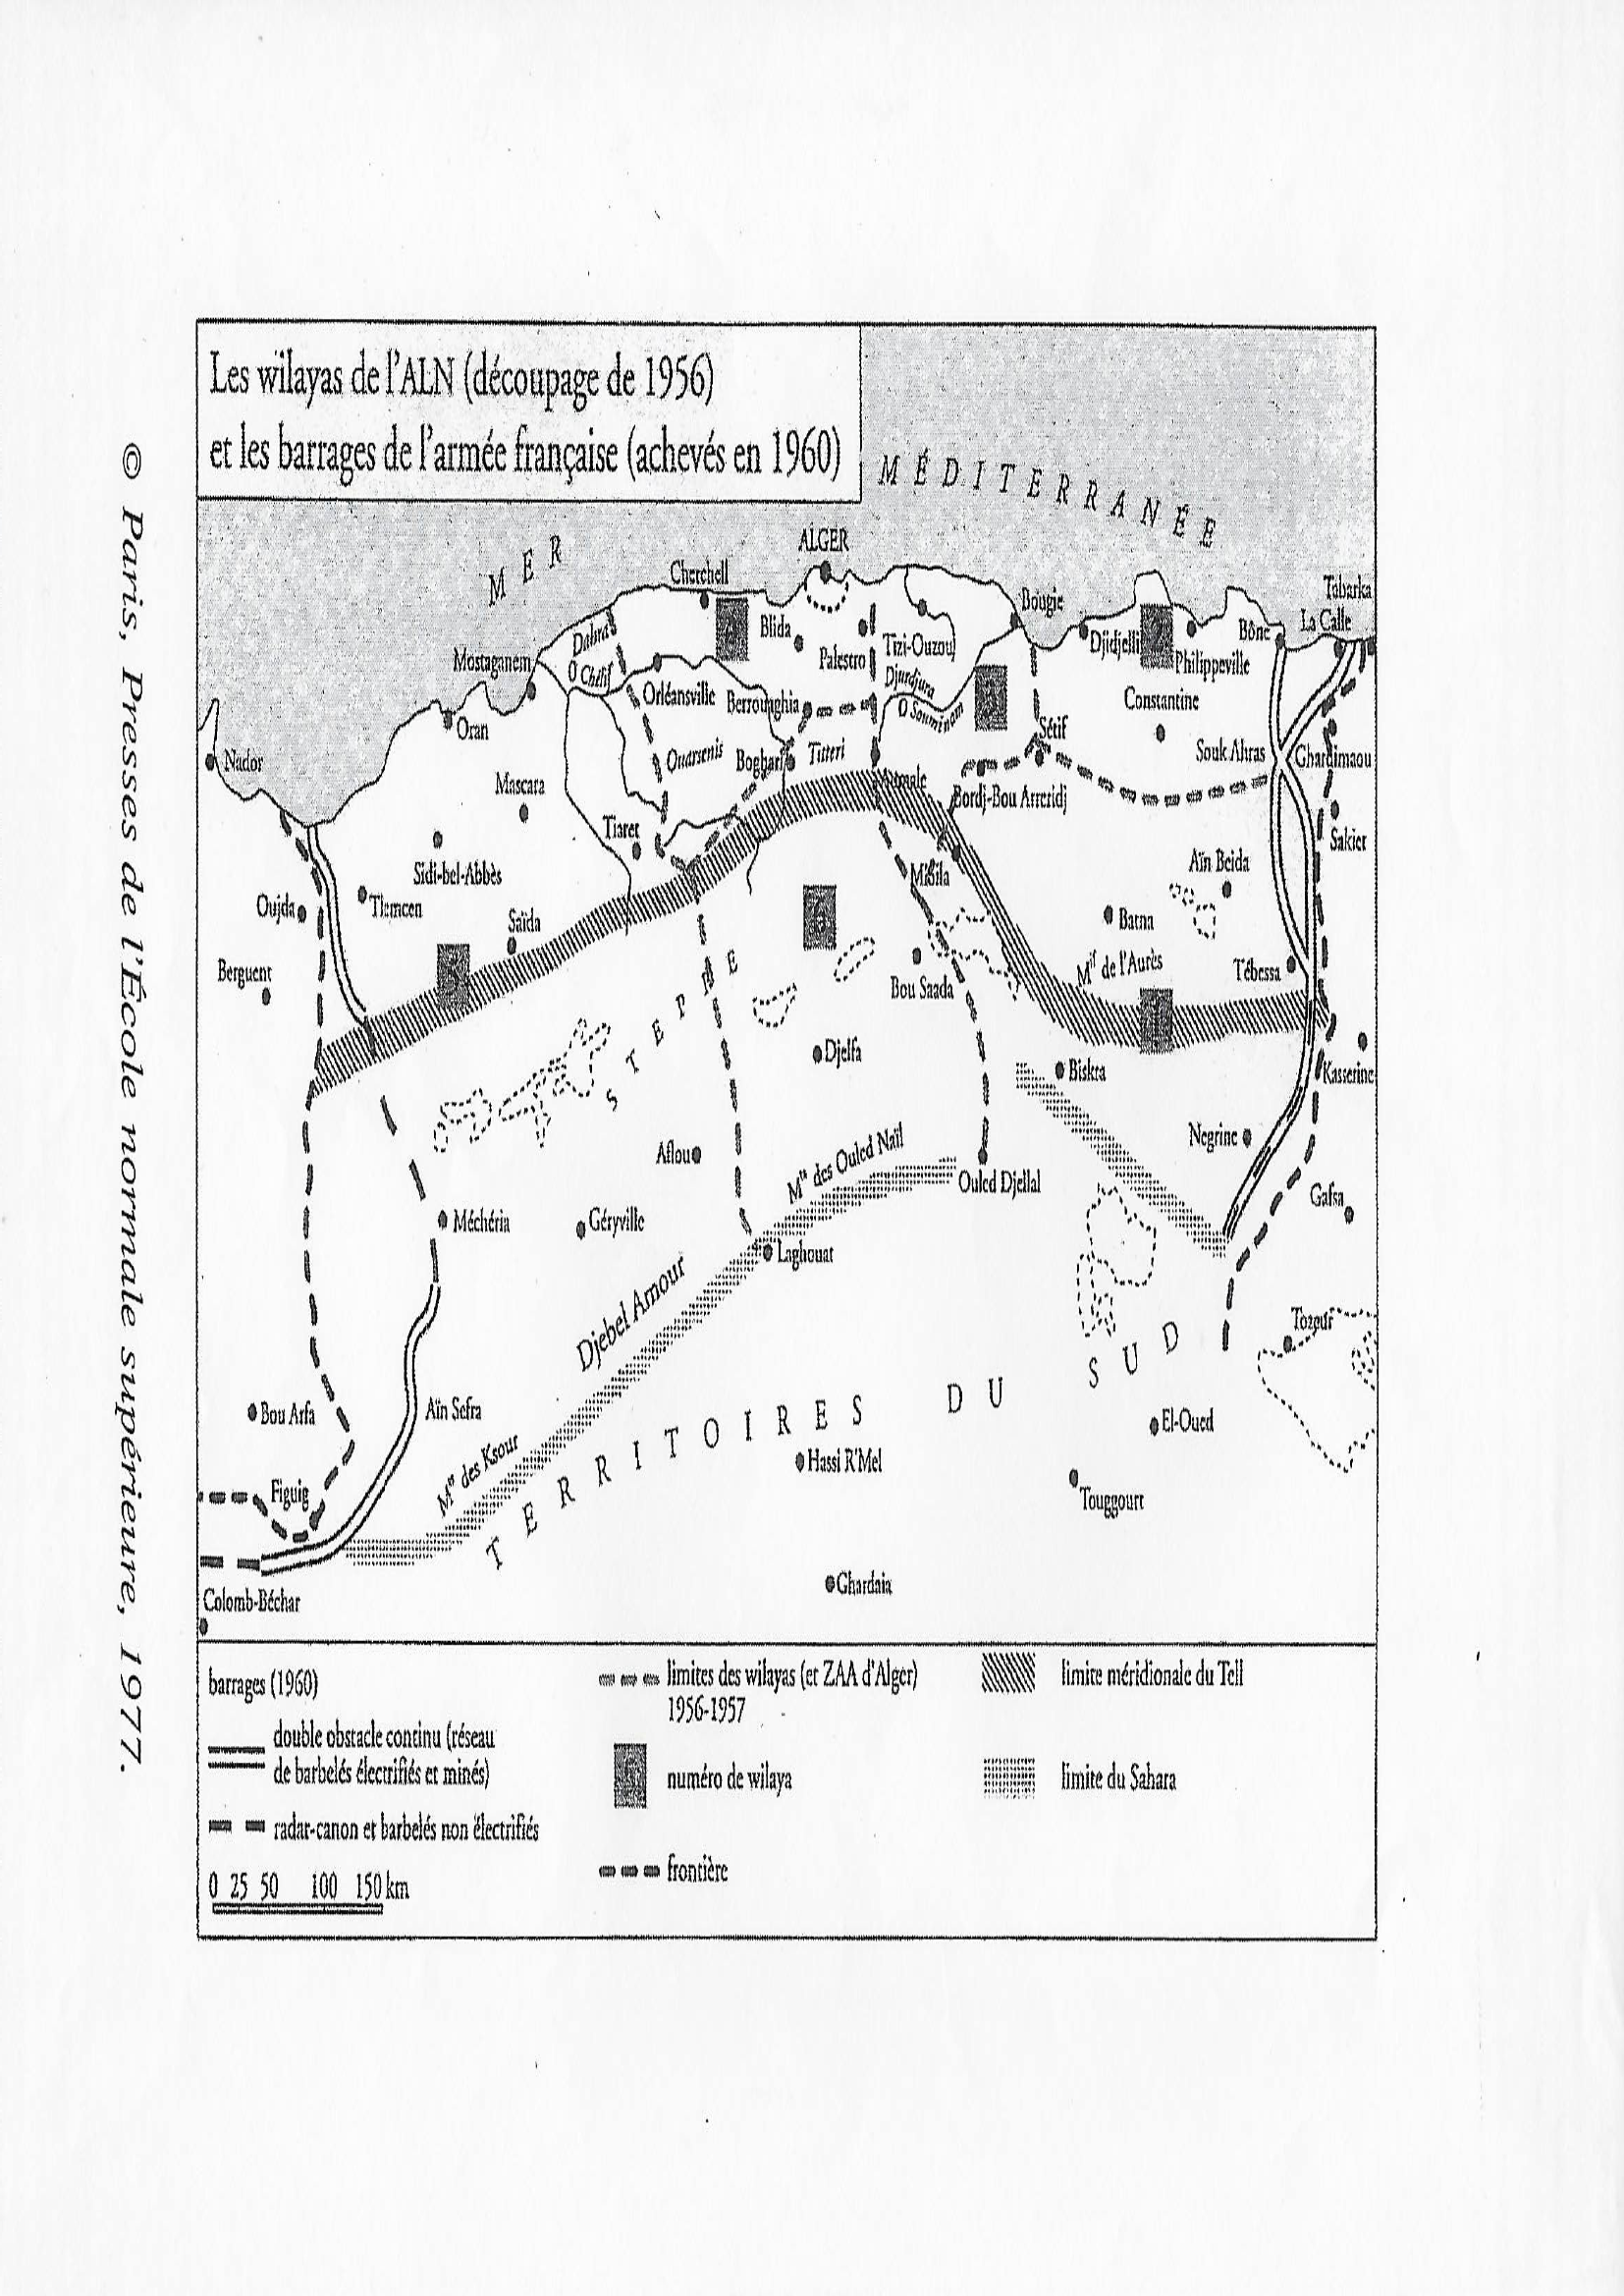 Les wilayas de l'ALN (découpage de 1956)
et les barrages de l'armée française (achevés en 1960)
MER
MÉDITERRANÉE
ALGER
Cherchell
Blida
Palestro
Tizi-Ouzou
Bougie
Djidjelli
2
Philippeville
Bône
Tabarka
La Calle
Dahra
Mostaganem
O Chélif
Orléansville
Berrouaghia
Djurdjura
O Soummam
3
Constantine
Oran
Nador
Ouarsenis
Boghari
Titteri
Aumale
Sétif
Bordj-Bou Arreridj
Souk Ahras
Ghardimaou
Mascara
Tiaret
Sakiet
Sidi-bel-Abbès
M'Sila
Aïn Beida
Oujda
Tlemcen
Saïda
6
Batna
Berguent
5
STEPPE
Bou Saada
Mif de l'Aurès
Tébessa
1
Djelfa
Biskra
Kasserine
Aflou
Negrine
Mts des Ouled Naïl
Ouled Djellal
Gafsa
Méchéria
Géryville
Laghouat
Djebel Amour
Tozeur
Bou Arfa
Aïn Sefra
Mts des Ksour
TERRITOIRES DU SUD
El-Oued
Hassi R'Mel
Figuig
Touggourt
Ghardaia
Colomb-Béchar
barrages (1960)
double obstacle continu (réseau
de barbelés électrifiés et minés)
radar-canon et barbelés non électrifiés
0 25 50 100 150 km
limites des wilayas (et ZAA d'Alger)
1956-1957
numéro de wilaya
frontière
limite méridionale du Tell
limite du Sahara
© Paris, Presses de l'École normale supérieure, 1977.